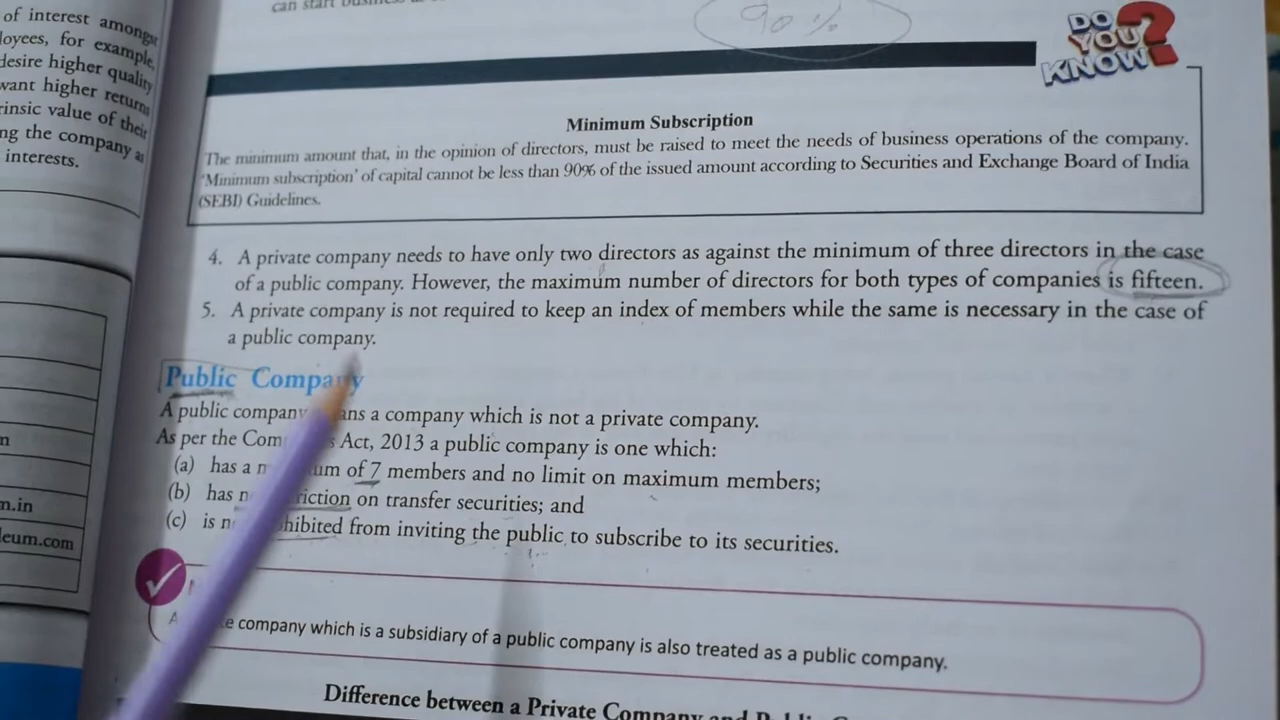 of interest amongst
loyees, for example,
desire higher quality
want higher returns
rinsic value of their
ng the company as
interests.
n
n.in
eum.com
can start business
90%
DO
YOU
KNOW?
Minimum Subscription
The minimum amount that, in the opinion of directors, must be raised to meet the needs of business operations of the company.
'Minimum subscription' of capital cannot be less than 90% of the issued amount according to Securities and Exchange Board of India
(SEBI) Guidelines.
4. A private company needs to have only two directors as against the minimum of three directors in the case
of a public company. However, the maximum number of directors for both types of companies is fifteen.
5. A private company is not required to keep an index of members while the same is necessary in the case of
a public company.
Public Company
A public company ans a company which is not a private company.
As per the Com s Act, 2013 a public company is one which:
(a) has a m um of 7 members and no limit on maximum members;
(b) has n riction on transfer securities; and
(c) is n hibited from inviting the public to subscribe to its securities.
A e company which is a subsidiary of a public company is also treated as a public company.
Difference between a Private Company and